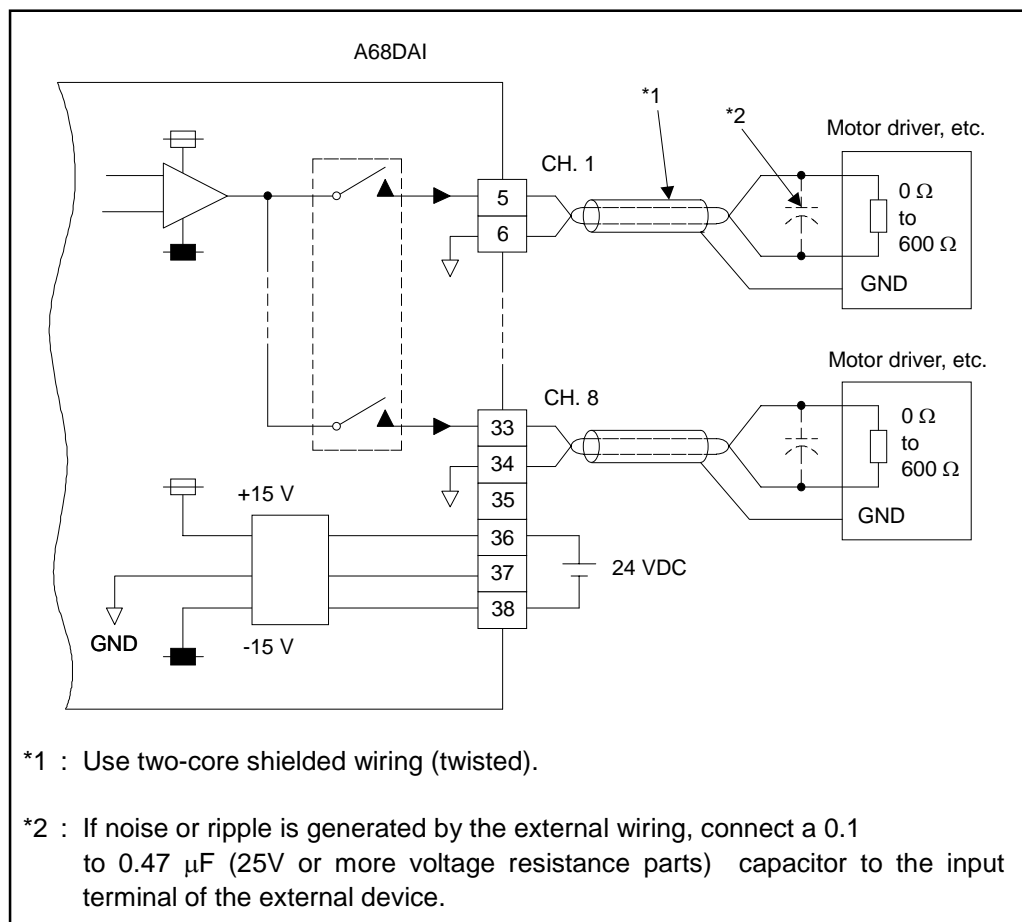 A68DAI
*1
*2
Motor driver, etc.
CH. 1
5
6
0 Ω
to
600 Ω
GND
Motor driver, etc.
CH. 8
33
34
35
36
37
38
0 Ω
to
600 Ω
GND
+15 V
24 VDC
GND
-15 V
*1 : Use two-core shielded wiring (twisted).
*2 : If noise or ripple is generated by the external wiring, connect a 0.1
to 0.47 μF (25V or more voltage resistance parts) capacitor to the input
terminal of the external device.